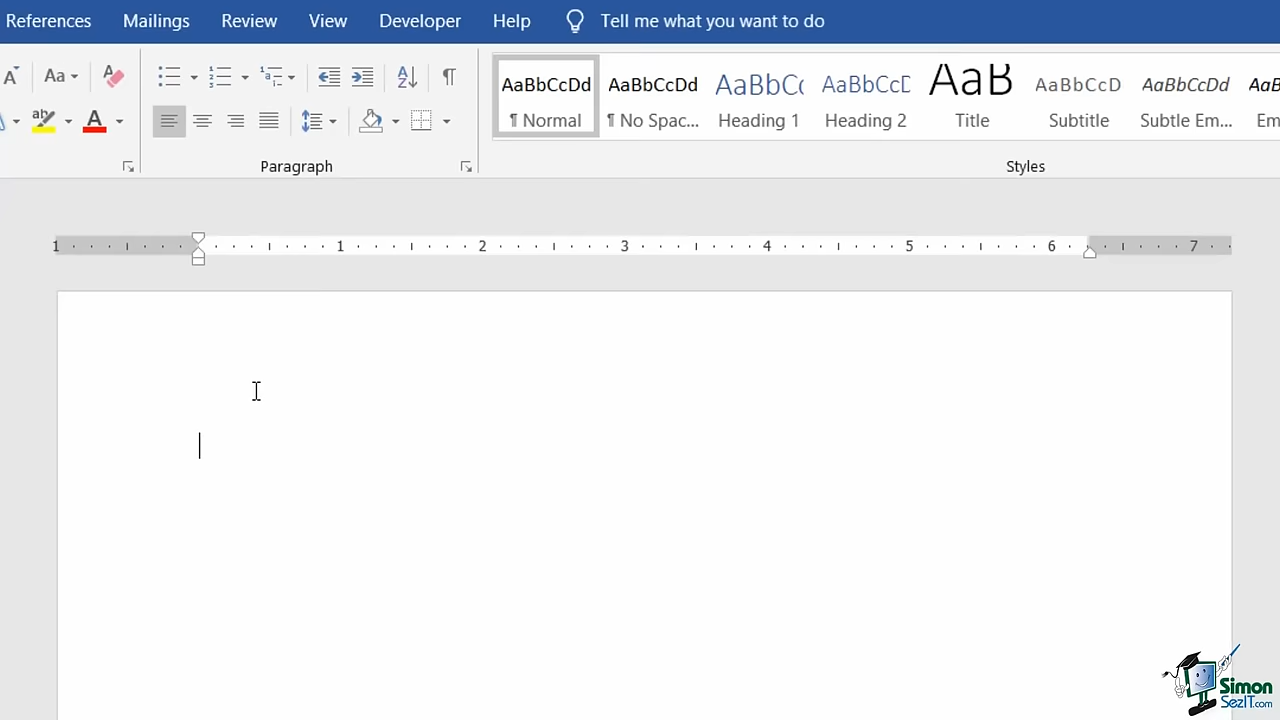 References Mailings Review View Developer Help Tell me what you want to do
Aa
AaBbCcDd AaBbCcDd AaBbCc AaBbCcD AaB AaBbCcD AaBbCcDd AaBb
¶ Normal ¶ No Spac... Heading 1 Heading 2 Title Subtitle Subtle Em... Em
Paragraph Styles
1 1 2 3 4 5 6 7
Simon
SezIT.com